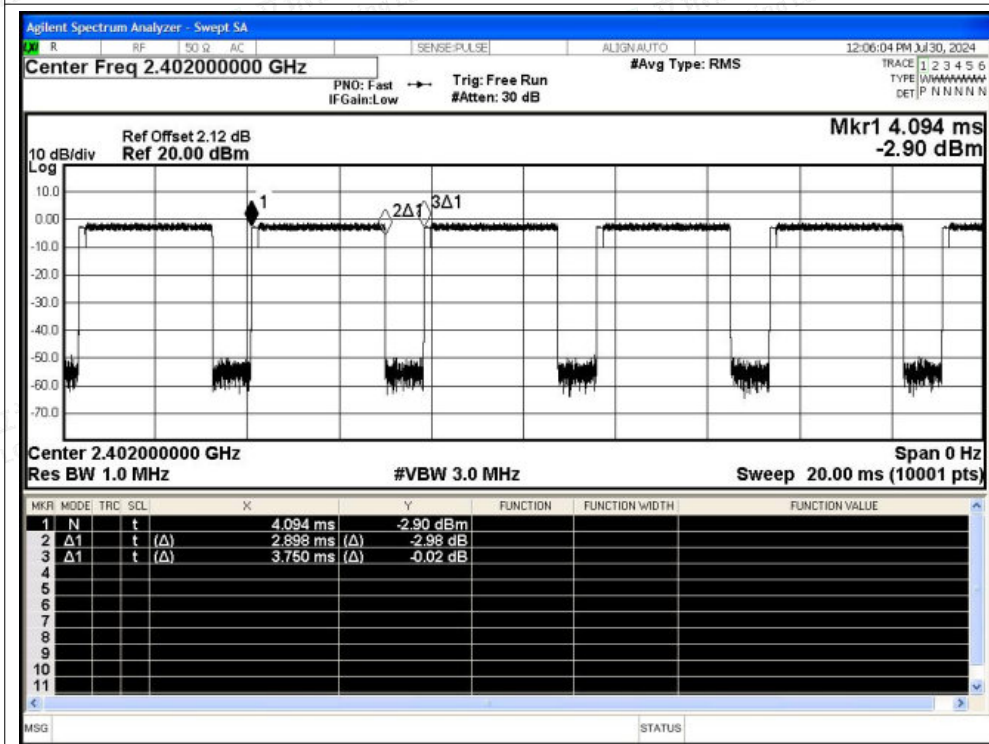 Agilent Spectrum Analyzer - Swept SA
LXI R RF 50 Ω AC SENSE:PULSE ALIGN AUTO 12:06:04 PM Jul 30, 2024
Center Freq 2.402000000 GHz
PNO: Fast
IFGain:Low
Trig: Free Run
#Atten: 30 dB
#Avg Type: RMS
TRACE 1 2 3 4 5 6
TYPE WWWWWW
DET P N N N N N
Mkr1 4.094 ms
-2.90 dBm
Ref Offset 2.12 dB
10 dB/div Ref 20.00 dBm
Log
10.0
0.00
-10.0
-20.0
-30.0
-40.0
-50.0
-60.0
-70.0
1
2Δ1
3Δ1
Center 2.402000000 GHz Span 0 Hz
Res BW 1.0 MHz #VBW 3.0 MHz Sweep 20.00 ms (10001 pts)
MKR MODE TRC SCL X Y FUNCTION FUNCTION WIDTH FUNCTION VALUE
1 N t 4.094 ms -2.90 dBm
2 Δ1 t (Δ) 2.898 ms (Δ) -2.98 dB
3 Δ1 t (Δ) 3.750 ms (Δ) -0.02 dB
4
5
6
7
8
9
10
11
MSG STATUS